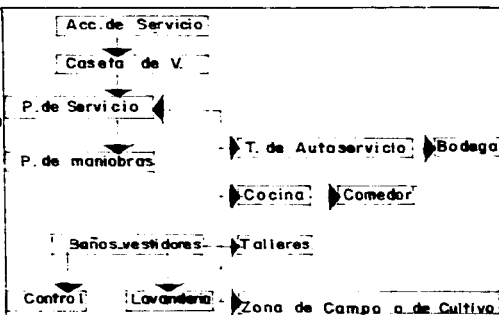 Acc.de Servicio
Caseta de V.
P.de Servicio
P.de maniobras
T. de Autoservicio Bodega
Cocina Comedor
Baños-vestidores Talleres
Control Lavanderia Zona de Campo o de Cultivo